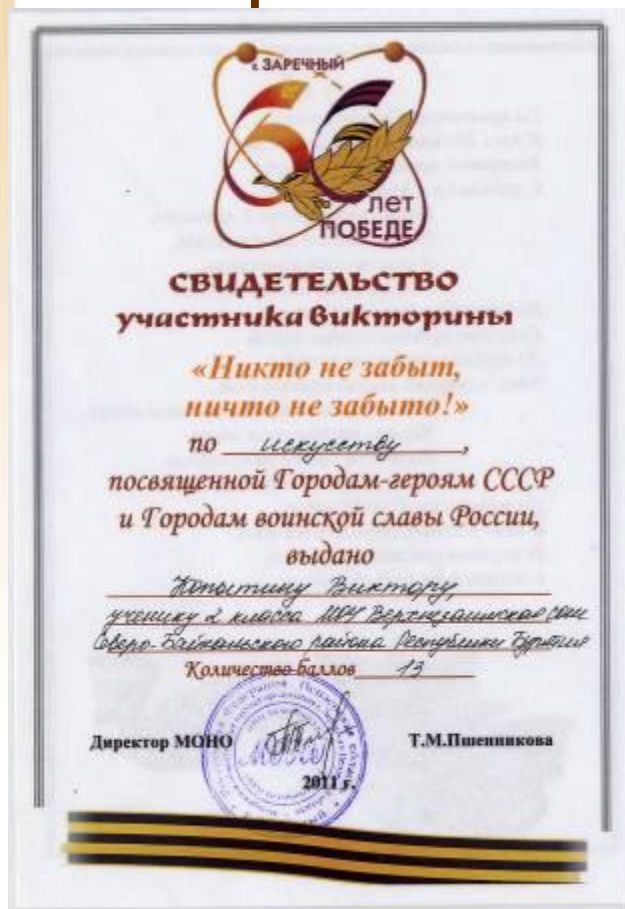 г. ЗАРЕЧНЫЙ
66
лет
ПОБЕДЕ
СВИДЕТЕЛЬСТВО
участника викторины
«Никто не забыт,
ничто не забыто!»
по искусству,
посвященной Городам-героям СССР
и Городам воинской славы России,
выдано
Виктору,
ученику 2 класса МОУ Верхнезаимская сош
Северо-Байкальского района Республики Бурятия
Количество баллов 13
Директор МОНО Т.М.Пшенникова
2011 г.